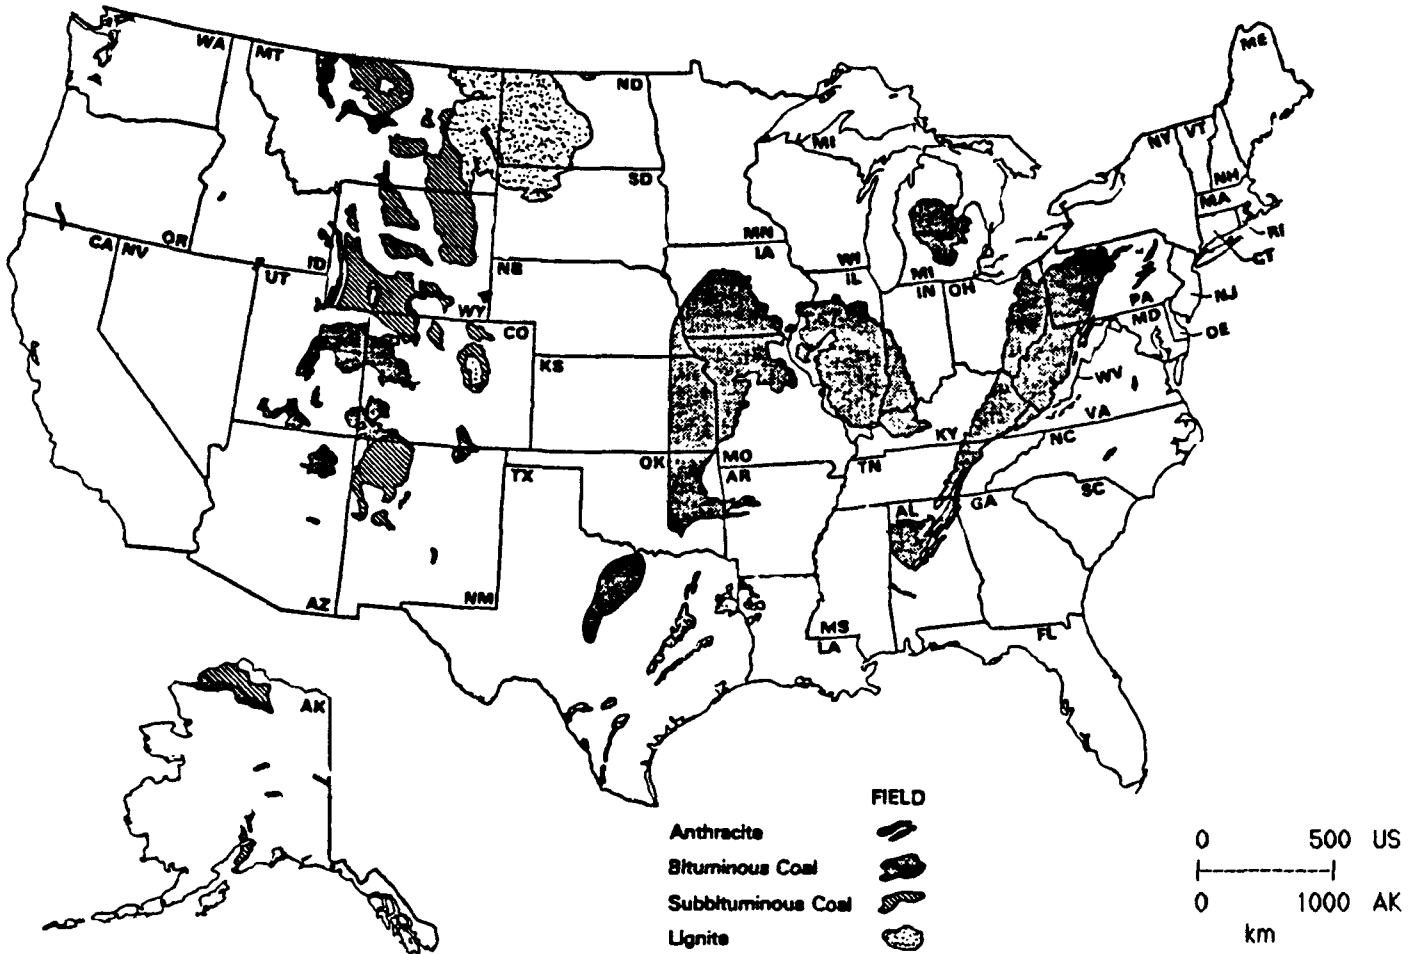 WA
MT
ND
ME
MI
NY
VT
NH
MA
SD
RI
CT
CA
NV
OR
ID
UT
MN
IA
NB
WI
IL
MI
IN
OH
PA
NJ
MD
DE
WY
CO
KS
WV
VA
KY
NC
OK
MO
AR
TN
TX
SC
AL
GA
AZ
NM
MS
LA
FL
AK
FIELD
Anthracite
Bituminous Coal
Subbituminous Coal
Lignite
0 500 US
0 1000 AK
km